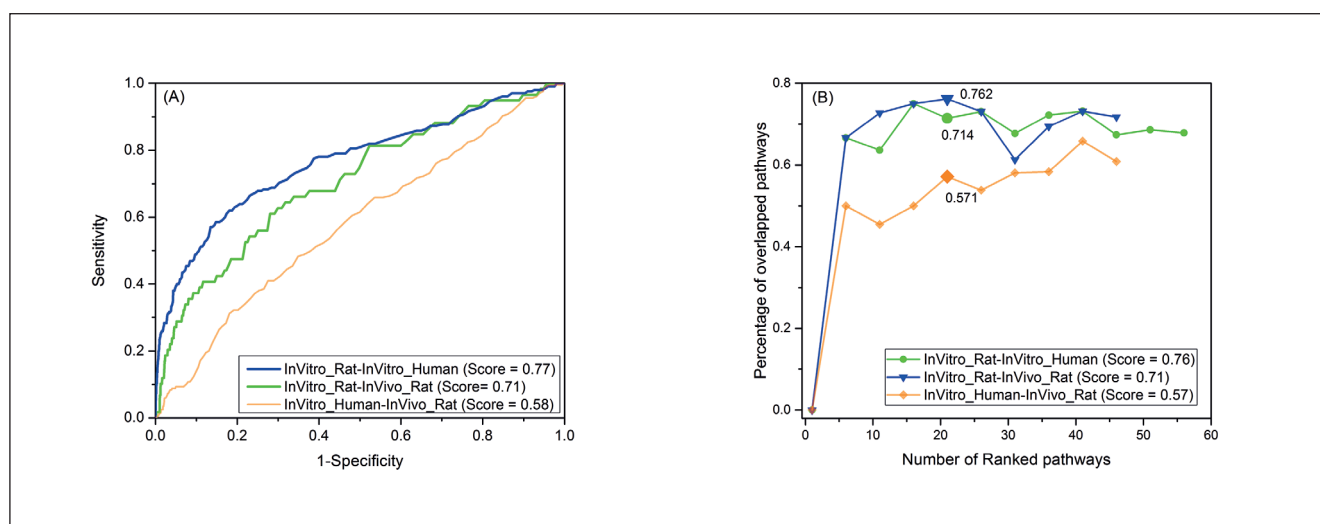 (A)
Sensitivity
1.0
0.8
0.6
0.4
0.2
0.0
0.0 0.2 0.4 0.6 0.8 1.0
1-Specificity
InVitro_Rat-InVitro_Human (Score = 0.77)
InVitro_Rat-InVivo_Rat (Score= 0.71)
InVitro_Human-InVivo_Rat (Score = 0.58)
(B)
Percentage of overlapped pathways
0.8
0.6
0.4
0.2
0.0
0 10 20 30 40 50 60
Number of Ranked pathways
0.762
0.714
0.571
InVitro_Rat-InVitro_Human (Score = 0.76)
InVitro_Rat-InVivo_Rat (Score = 0.71)
InVitro_Human-InVivo_Rat (Score = 0.57)